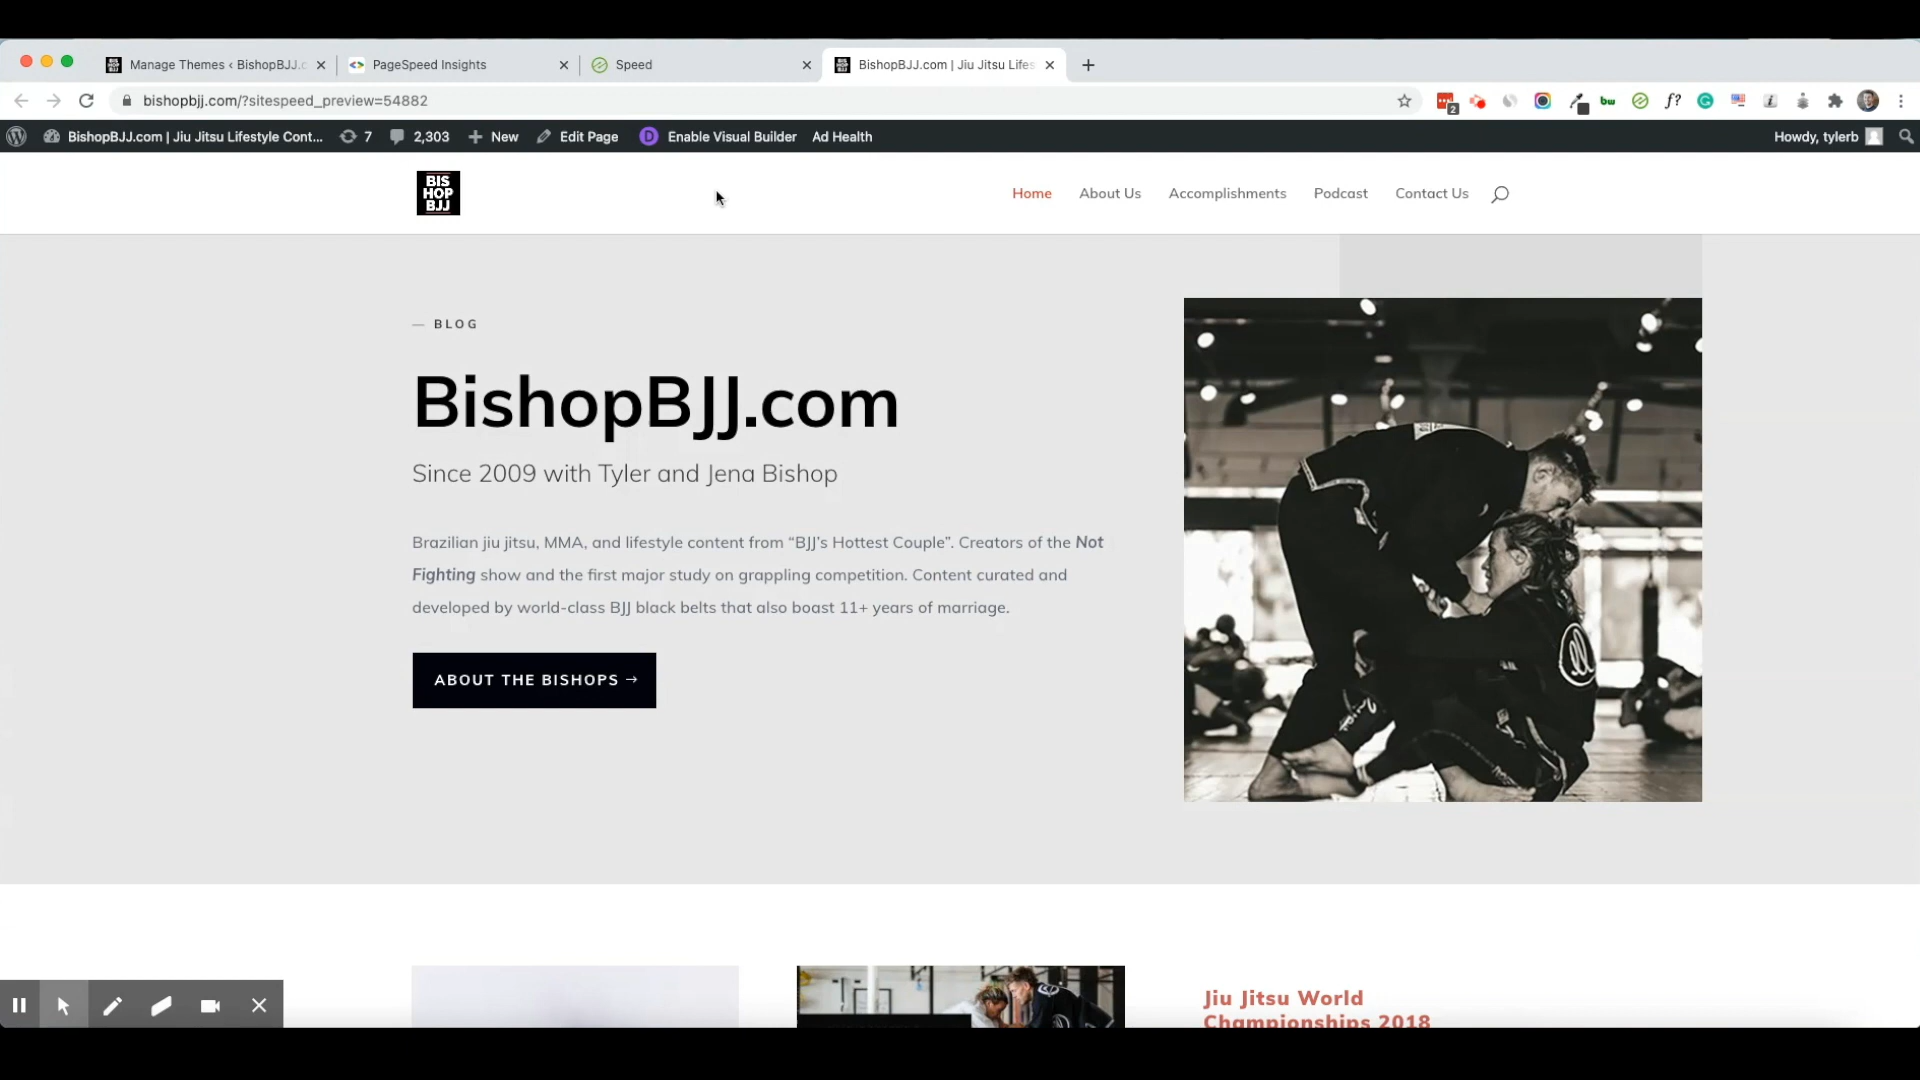 Manage Themes ‹ BishopBJJ.c
PageSpeed Insights
Speed
BishopBJJ.com | Jiu Jitsu Lifes
bishopbjj.com/?sitespeed_preview=54882
2
bw
f?
BishopBJJ.com | Jiu Jitsu Lifestyle Cont...
7
2,303
New
Edit Page
D
Enable Visual Builder
Ad Health
Howdy, tylerb
BIS
HOP
BJJ
Home
About Us
Accomplishments
Podcast
Contact Us
— BLOG
BishopBJJ.com
Since 2009 with Tyler and Jena Bishop
Brazilian jiu jitsu, MMA, and lifestyle content from “BJJ’s Hottest Couple”. Creators of the Not
Fighting show and the first major study on grappling competition. Content curated and
developed by world-class BJJ black belts that also boast 11+ years of marriage.
ABOUT THE BISHOPS →
Jiu Jitsu World
Championships 2018